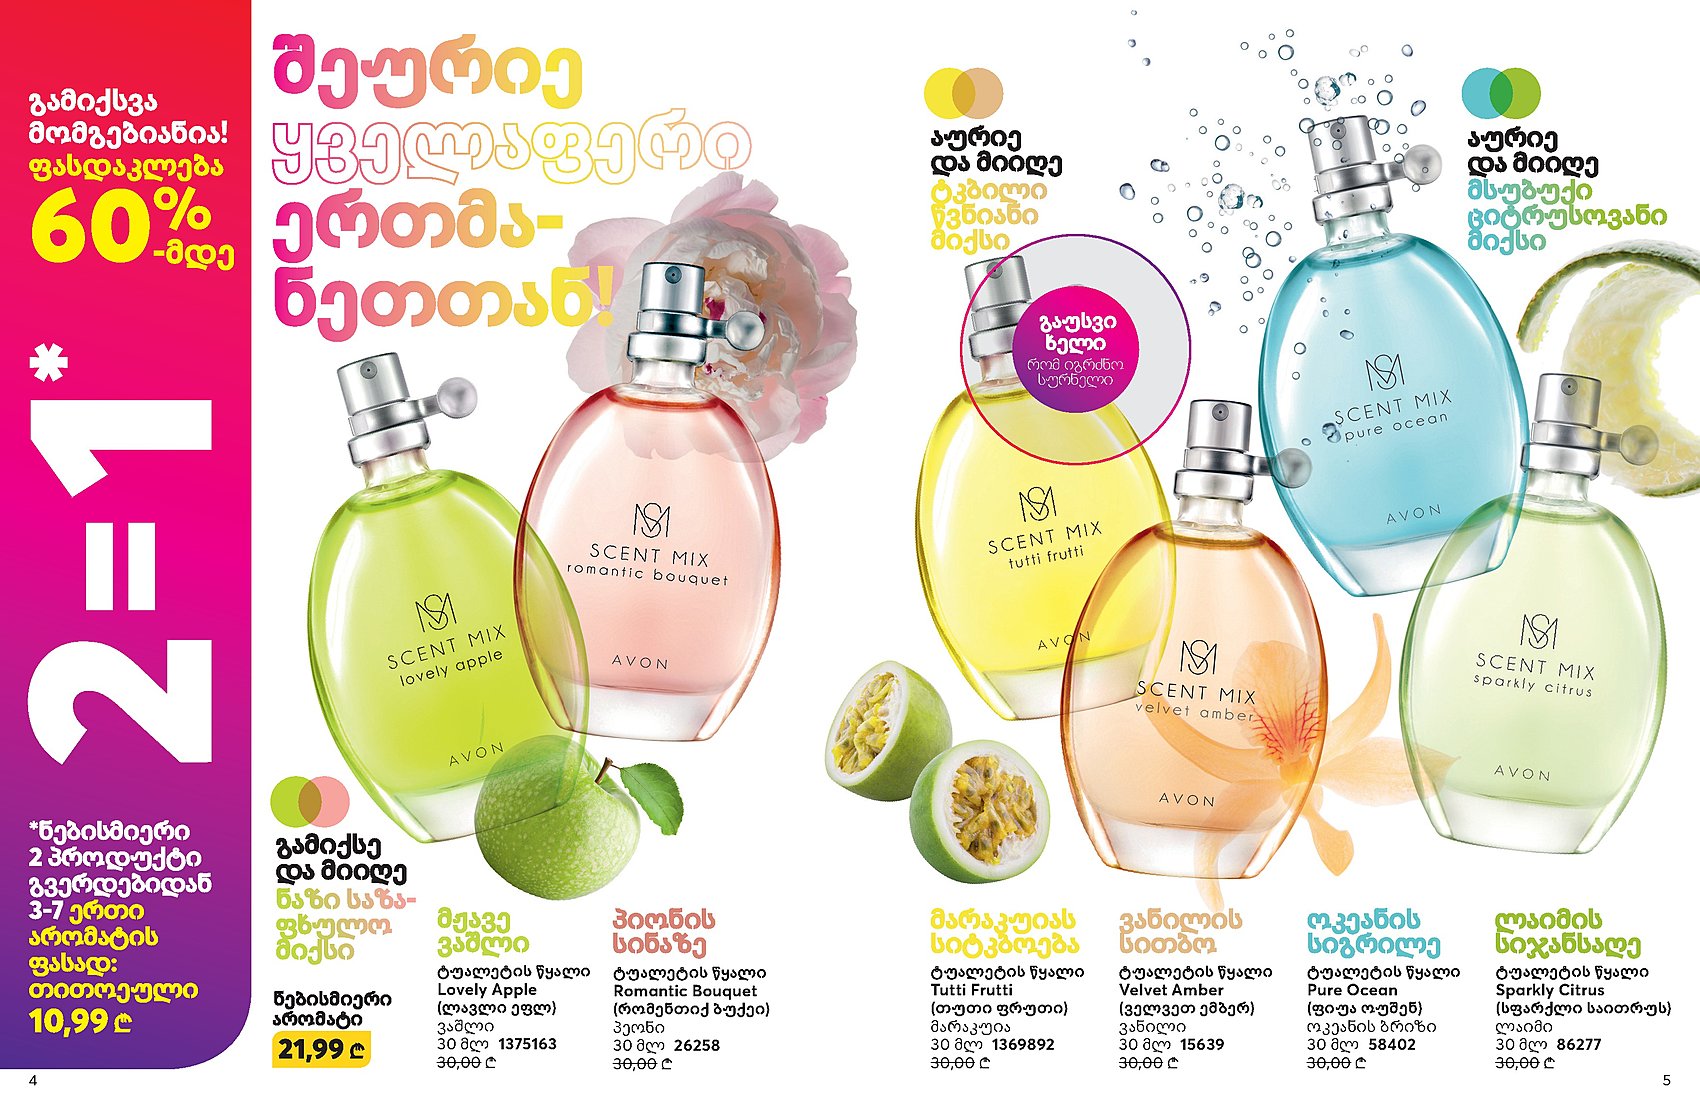 გამიქსვა
მომგებიანია!
ფასდაკლება
60%
-მდე
2=1*
*ნებისმიერი
2 პროდუქტი
გვერდებიდან
3-7 ერთი
არომატის
ფასად:
თითოეული
10,99 ₾
4
შეურიე
ყველაფერი
ერთმა-
ნეთთან!
SCENT MIX
lovely apple
AVON
SCENT MIX
romantic bouquet
AVON
გამიქსე
და მიიღე
ნაზი საზა-
ფხულო
მიქსი
ნებისმიერი
არომატი
21,99 ₾
მჟავე
ვაშლი
ტუალეტის წყალი
Lovely Apple
(ლავლი ეფლ)
ვაშლი
30 მლ 1375163
30,00 ₾
პიონის
სინაზე
ტუალეტის წყალი
Romantic Bouquet
(რომენთიქ ბუქეი)
პეონი
30 მლ 26258
30,00 ₾
აურიე
და მიიღე
ტკბილი
წვნიანი
მიქსი
გაუსვი
ხელი
რომ იგრძნო
სურნელი
SCENT MIX
tutti frutti
AVON
SCENT MIX
velvet amber
AVON
აურიე
და მიიღე
მსუბუქი
ციტრუსოვანი
მიქსი
SCENT MIX
pure ocean
AVON
SCENT MIX
sparkly citrus
AVON
მარაკუიას
სიტკბოება
ტუალეტის წყალი
Tutti Frutti
(თუთი ფრუთი)
მარაკუია
30 მლ 1369892
30,00 ₾
ვანილის
სითბო
ტუალეტის წყალი
Velvet Amber
(ველვეთ ემბერ)
ვანილი
30 მლ 15639
30,00 ₾
ოკეანის
სიგრილე
ტუალეტის წყალი
Pure Ocean
(ფიუა ოუშენ)
ოკეანის ბრიზი
30 მლ 58402
30,00 ₾
ლაიმის
სიჯანსაღე
ტუალეტის წყალი
Sparkly Citrus
(სფარქლი საითრუს)
ლაიმი
30 მლ 86277
30,00 ₾
5